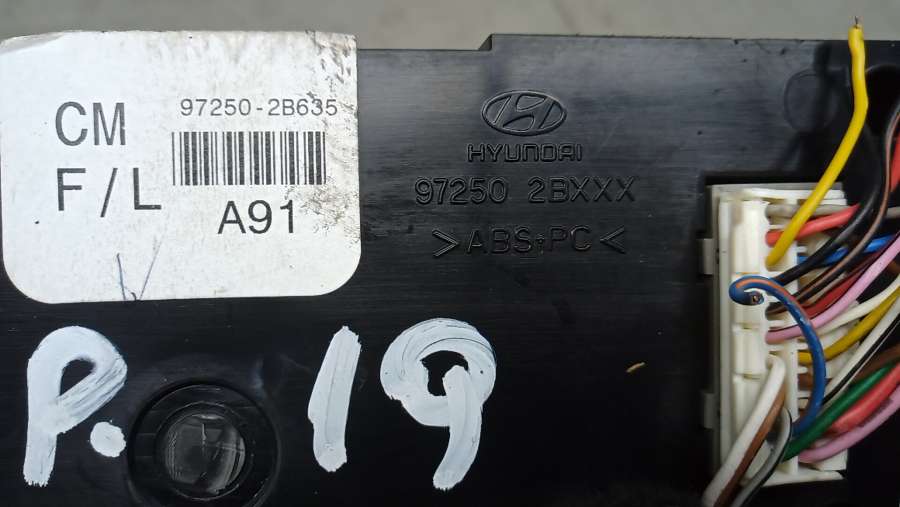 CM 97250-2B635
F/L A91
HYUNDAI
97250 2BXXX
>ABS+PC<
P. 19